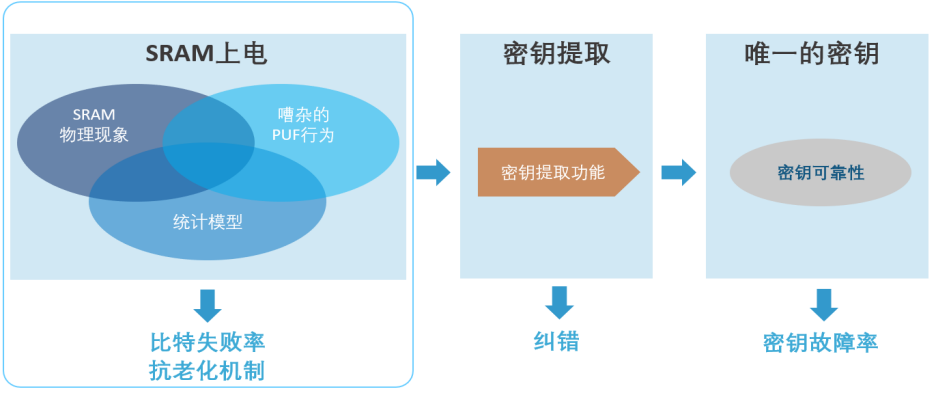 SRAM上电
SRAM
物理现象
嘈杂的
PUF行为
统计模型
比特失败率
抗老化机制
密钥提取
密钥提取功能
纠错
唯一的密钥
密钥可靠性
密钥故障率